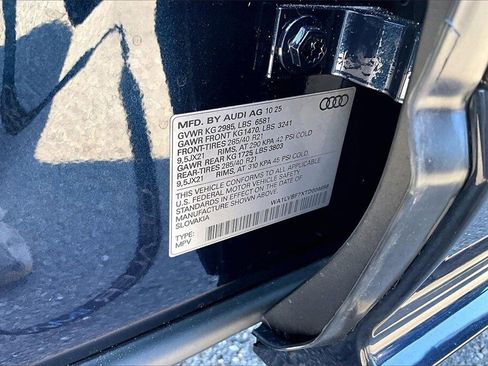 MFD. BY AUDI AG 10 25
GVWR KG 2985, LBS 6581
GAWR FRONT KG 1470, LBS 3241
FRONT-TIRES 285/40 R21
9,5JX21 RIMS, AT 290 KPA 42 PSI COLD
GAWR REAR KG 1725 LBS 3803
REAR-TIRES 285/40 R21
9,5JX21 RIMS, AT 310 KPA 45 PSI COLD
THIS VEHICLE CONFORMS TO ALL APPLICABLE
U.S. FEDERAL MOTOR VEHICLE SAFETY
STANDARDS IN EFFECT ON THE DATE OF
MANUFACTURE SHOWN ABOVE
SLOVAKIA
TYPE:
MPV